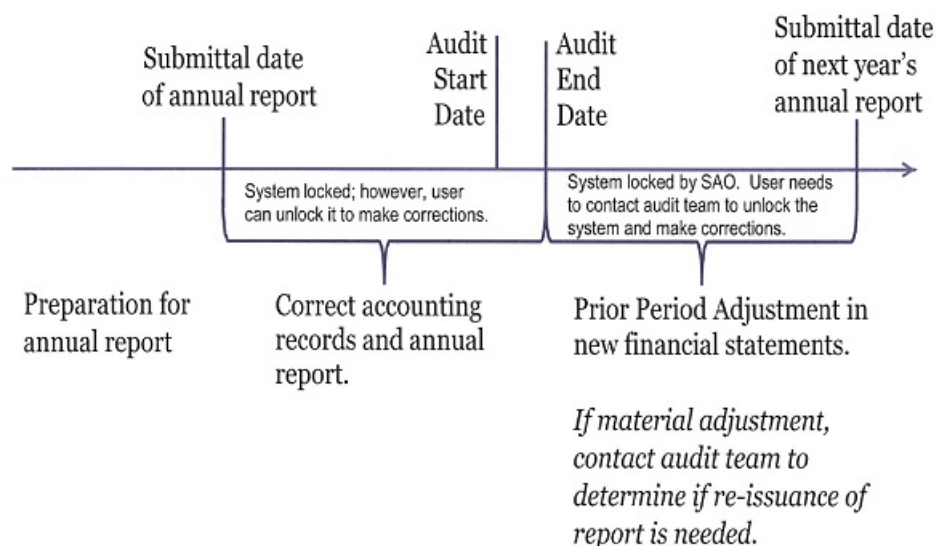 Submittal date
of annual report
Audit
Start
Date
Audit
End
Date
Submittal date
of next year's
annual report
System locked; however, user
can unlock it to make corrections.
System locked by SAO. User needs
to contact audit team to unlock the
system and make corrections.
Preparation for
annual report
Correct accounting
records and annual
report.
Prior Period Adjustment in
new financial statements.
If material adjustment,
contact audit team to
determine if re-issuance of
report is needed.